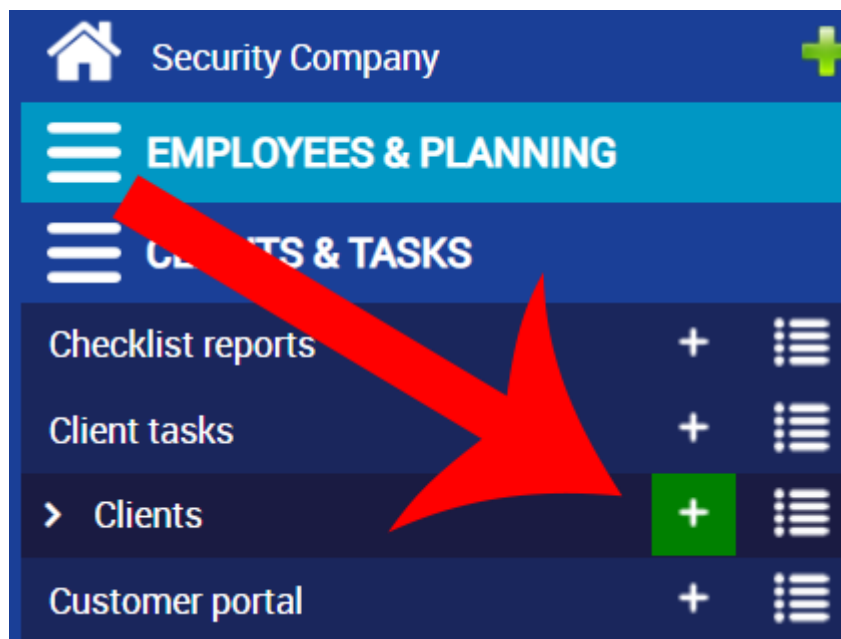 Security Company
EMPLOYEES & PLANNING
& TASKS
Checklist reports
Client tasks
Clients
Customer portal